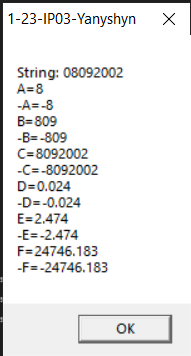 1-23-IP03-Yanyshyn
String: 08092002
A=8
-A=-8
B=809
-B=-809
C=8092002
-C=-8092002
D=0.024
-D=-0.024
E=2.474
-E=-2.474
F=24746.183
-F=-24746.183
OK